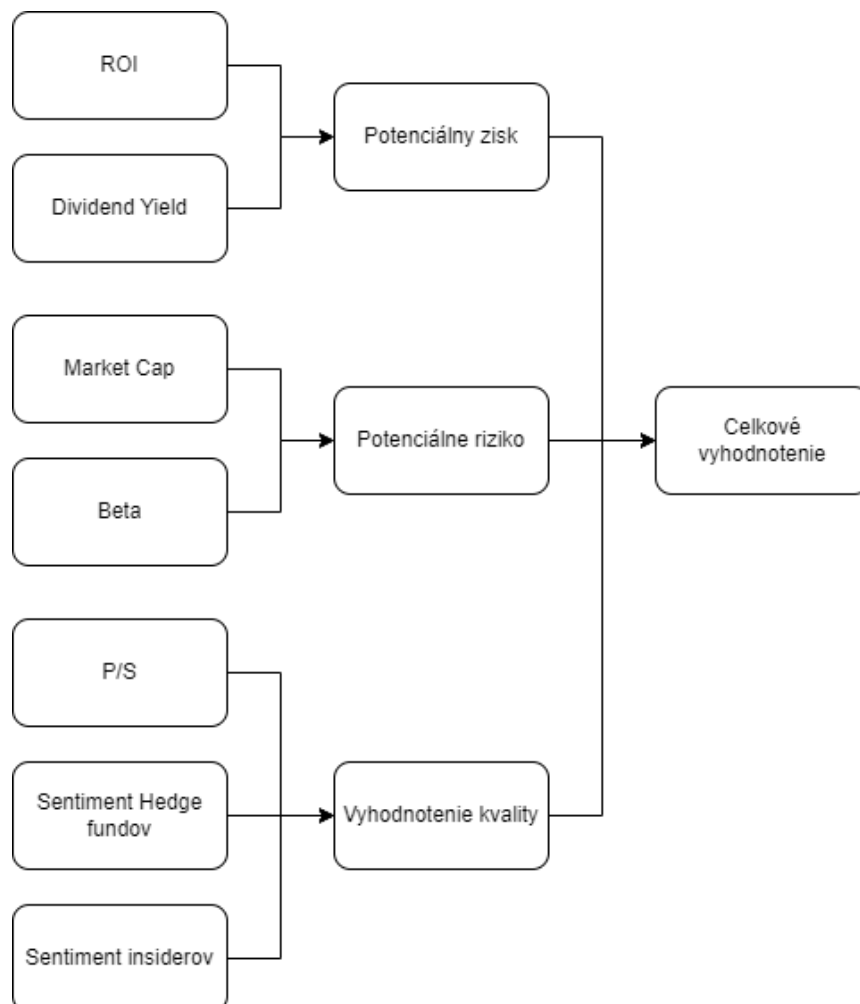 ROI
Potenciálny zisk
Dividend Yield
Market Cap
Potenciálne riziko
Celkové
vyhodnotenie
Beta
P/S
Sentiment Hedge
fundov
Vyhodnotenie kvality
Sentiment insiderov